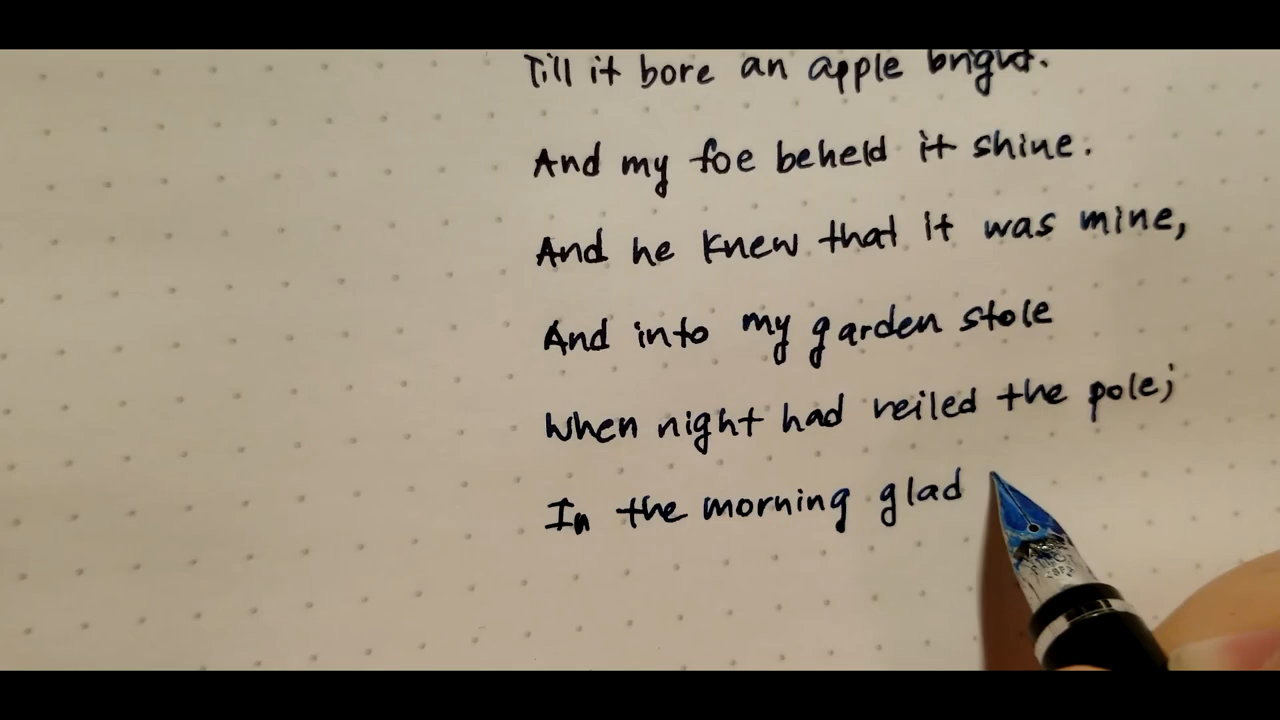 Till it bore an apple bright.
And my foe beheld it shine.
And he knew that it was mine,
And into my garden stole
When night had veiled the pole;
In the morning glad